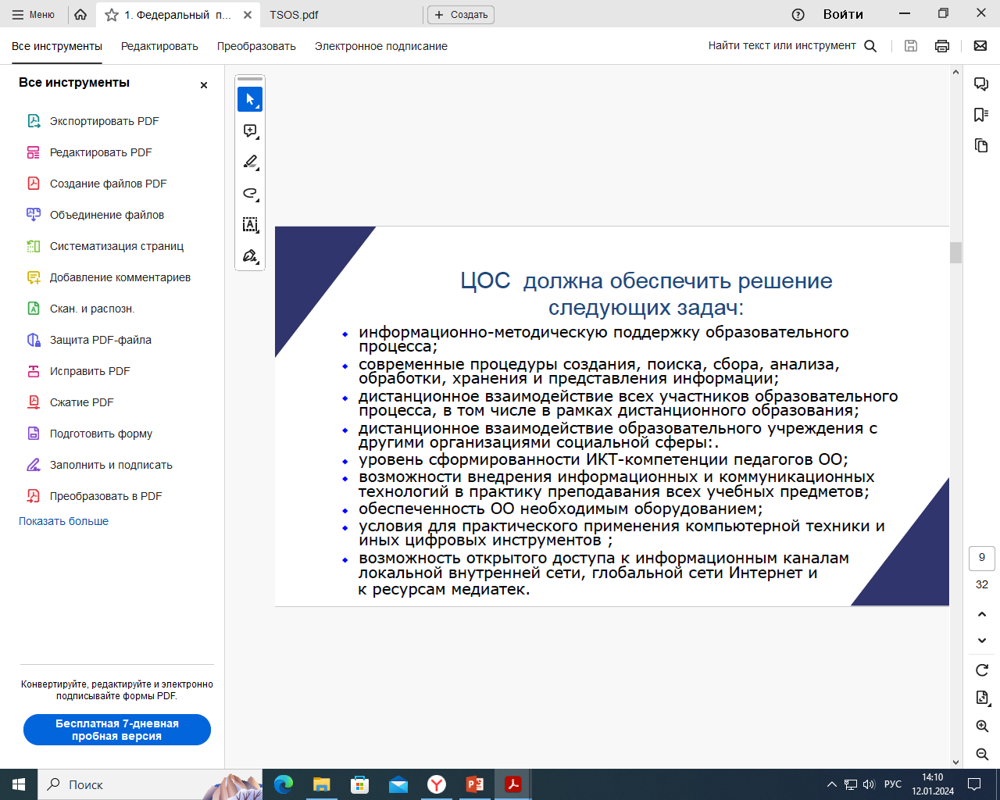 Меню
1. Федеральный п...
TSOS.pdf
Создать
Войти
Все инструменты
Редактировать
Преобразовать
Электронное подписание
Найти текст или инструмент
Все инструменты
Экспортировать PDF
Редактировать PDF
Создание файлов PDF
Объединение файлов
Систематизация страниц
Добавление комментариев
Скан. и распозн.
Защита PDF-файла
Исправить PDF
Сжатие PDF
Подготовить форму
Заполнить и подписать
Преобразовать в PDF
Показать больше
Конвертируйте, редактируйте и электронно
подписывайте формы PDF.
Бесплатная 7-дневная
пробная версия
ЦОС должна обеспечить решение
следующих задач:
информационно-методическую поддержку образовательного
процесса;
современные процедуры создания, поиска, сбора, анализа,
обработки, хранения и представления информации;
дистанционное взаимодействие всех участников образовательного
процесса, в том числе в рамках дистанционного образования;
дистанционное взаимодействие образовательного учреждения с
другими организациями социальной сферы:.
уровень сформированности ИКТ-компетенции педагогов ОО;
возможности внедрения информационных и коммуникационных
технологий в практику преподавания всех учебных предметов;
обеспеченность ОО необходимым оборудованием;
условия для практического применения компьютерной техники и
иных цифровых инструментов ;
возможность открытого доступа к информационным каналам
локальной внутренней сети, глобальной сети Интернет и
к ресурсам медиатек.
9
32
Поиск
РУС
14:10
12.01.2024